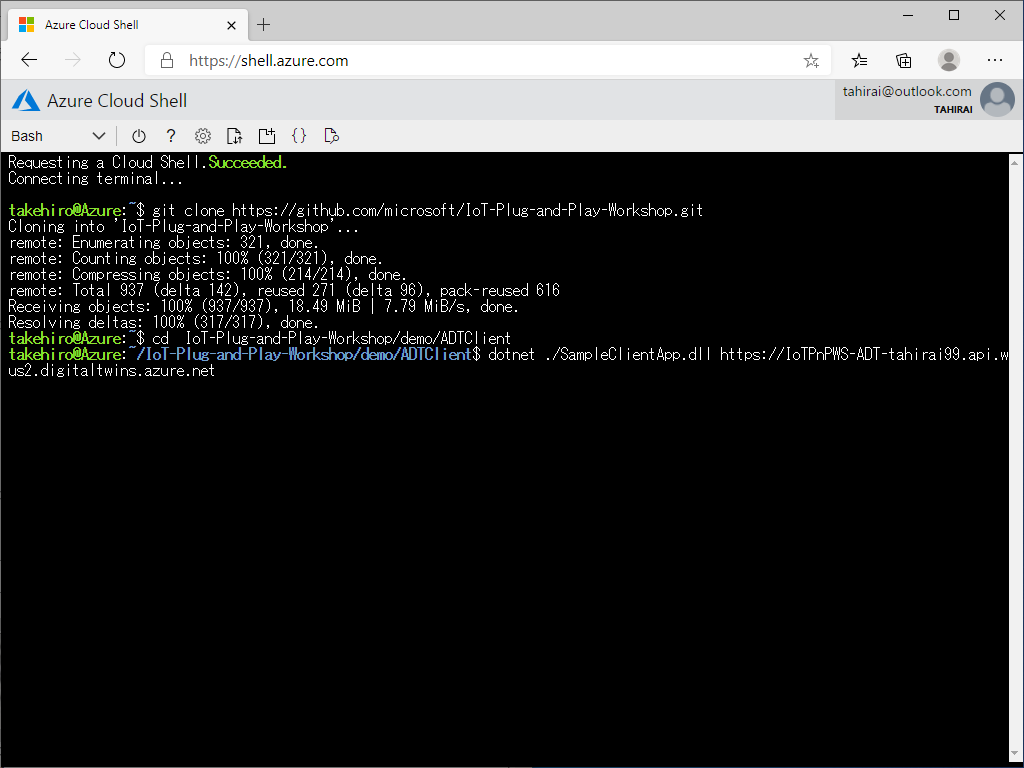 Azure Cloud Shell
https://shell.azure.com
Azure Cloud Shell
tahirai@outlook.com
TAHIRAI
Bash
Requesting a Cloud Shell.Succeeded.
Connecting terminal...
takehiro@Azure:~$ git clone https://github.com/microsoft/IoT-Plug-and-Play-Workshop.git
Cloning into 'IoT-Plug-and-Play-Workshop'...
remote: Enumerating objects: 321, done.
remote: Counting objects: 100% (321/321), done.
remote: Compressing objects: 100% (214/214), done.
remote: Total 937 (delta 142), reused 271 (delta 96), pack-reused 616
Receiving objects: 100% (937/937), 18.49 MiB | 7.79 MiB/s, done.
Resolving deltas: 100% (317/317), done.
takehiro@Azure:~$ cd  IoT-Plug-and-Play-Workshop/demo/ADTClient
takehiro@Azure:~/IoT-Plug-and-Play-Workshop/demo/ADTClient$ dotnet ./SampleClientApp.dll https://IoTPnPWS-ADT-tahirai99.api.w
us2.digitaltwins.azure.net